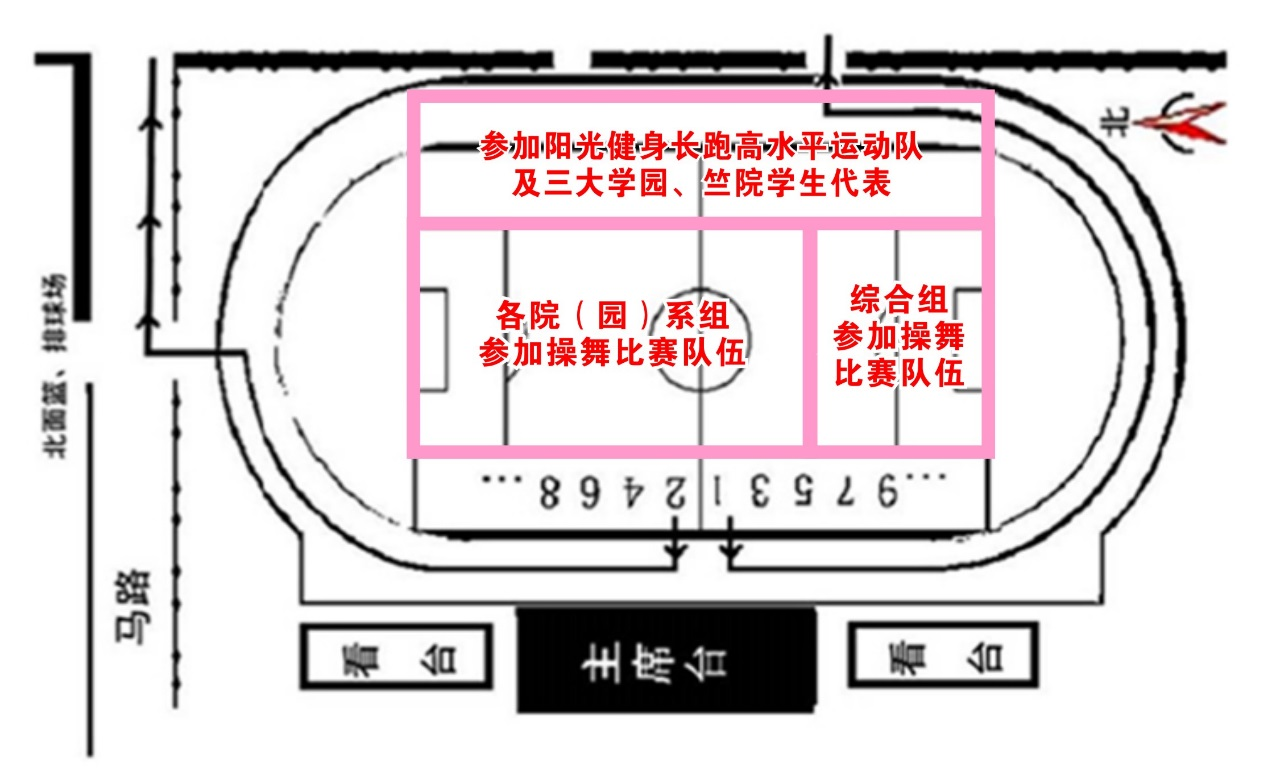 北
参加阳光健身长跑高水平运动队
及三大学园、竺院学生代表
各院（园）系组
参加操舞比赛队伍
综合组
参加操舞
比赛队伍
北面篮、排球场
…8 6 4 2 1 3 5 7 9…
马路
看 台
主席台
看 台